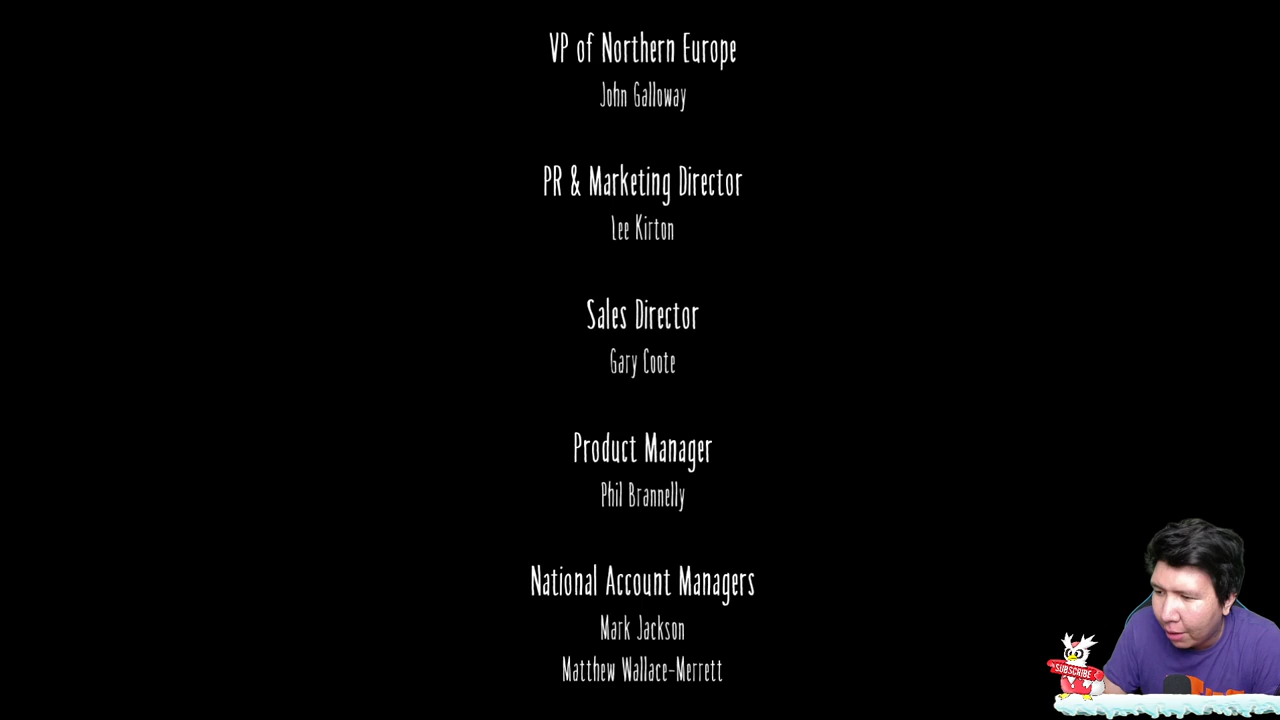 VP of Northern Europe
John Galloway
PR & Marketing Director
Lee Kirton
Sales Director
Gary Coote
Product Manager
Phil Brannelly
National Account Managers
Mark Jackson
Matthew Wallace-Merrett
SUBSCRIBE